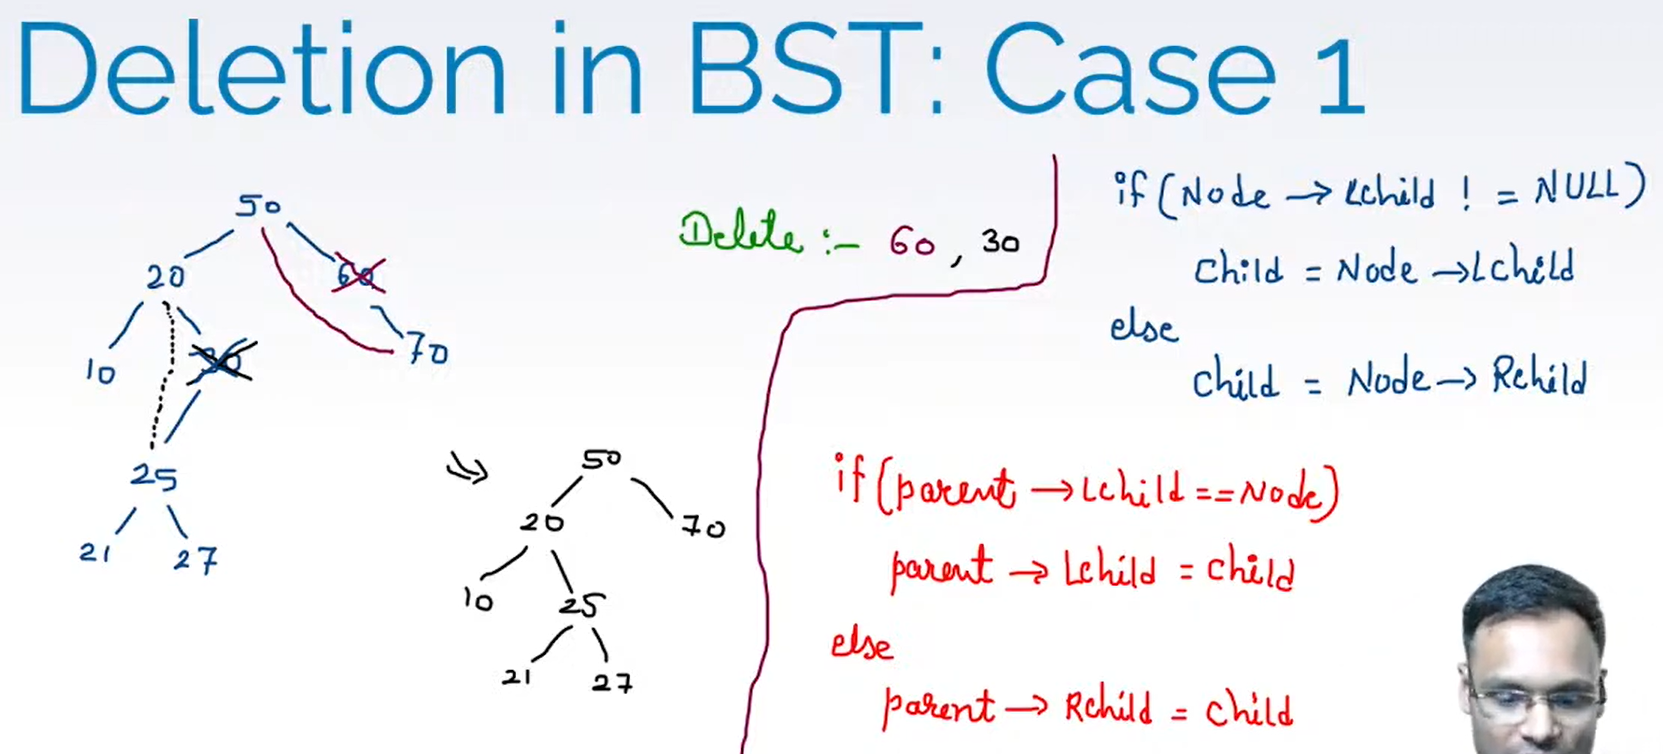 Deletion in BST: Case 1
50
20 60
10 30 70
25
21 27
Delete :- 60, 30
50
20 70
10 25
21 27
if (Node → Lchild ! = NULL)
Child = Node → Lchild
else
child = Node → Rchild
if (parent → Lchild == Node)
parent → Lchild = child
else
parent → Rchild = child